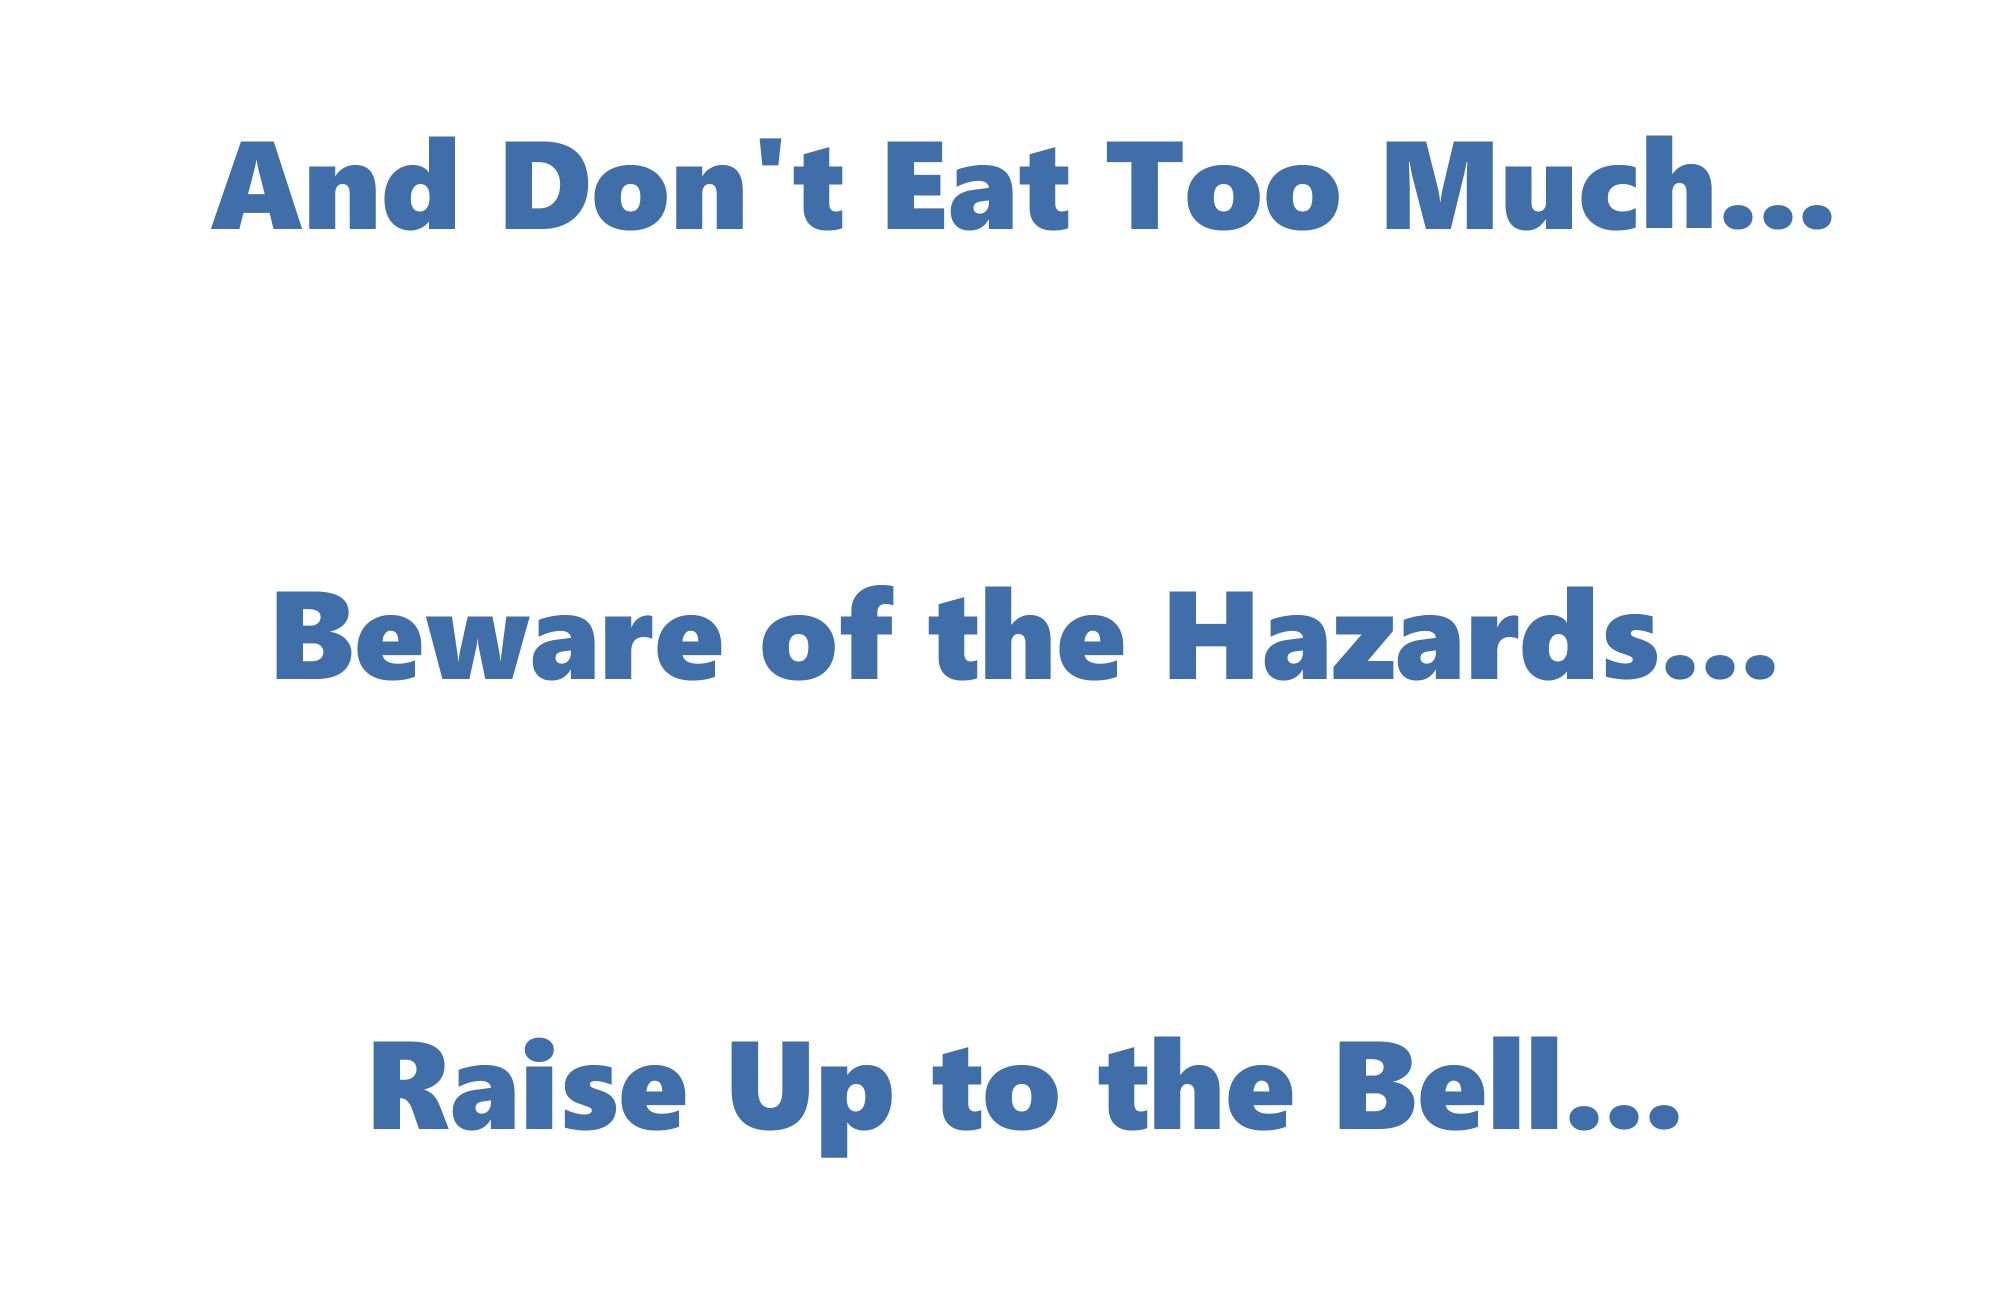 And Don't Eat Too Much...
Beware of the Hazards...
Raise Up to the Bell...